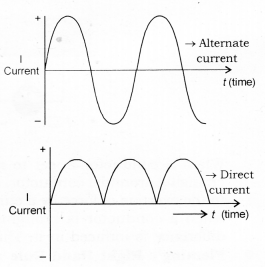 +
→ Alternate
current
I
Current
t (time)
–
+
→ Direct
current
I
Current
t (time)
–